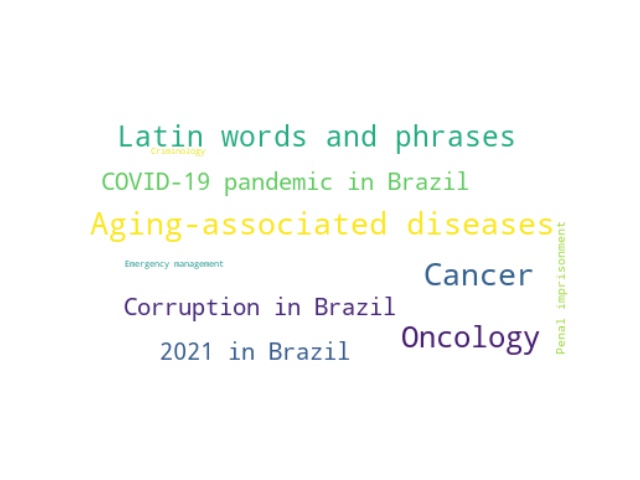 Latin words and phrases
Criminology
COVID-19 pandemic in Brazil
Aging-associated diseases
Penal imprisonment
Emergency management
Cancer
Corruption in Brazil
Oncology
2021 in Brazil